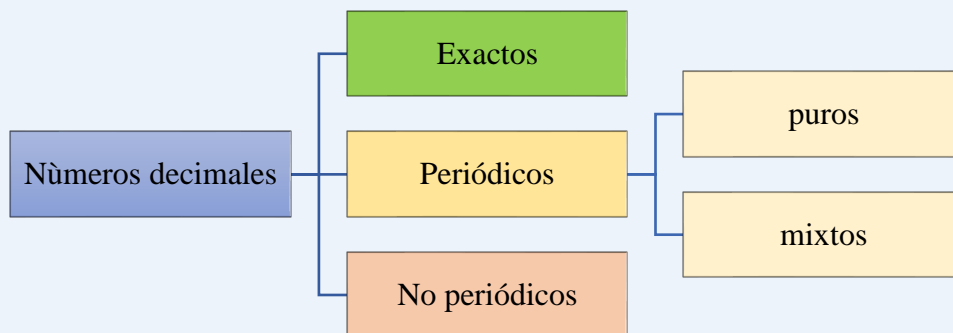 Nùmeros decimales
Exactos
Periódicos
puros
mixtos
No periódicos